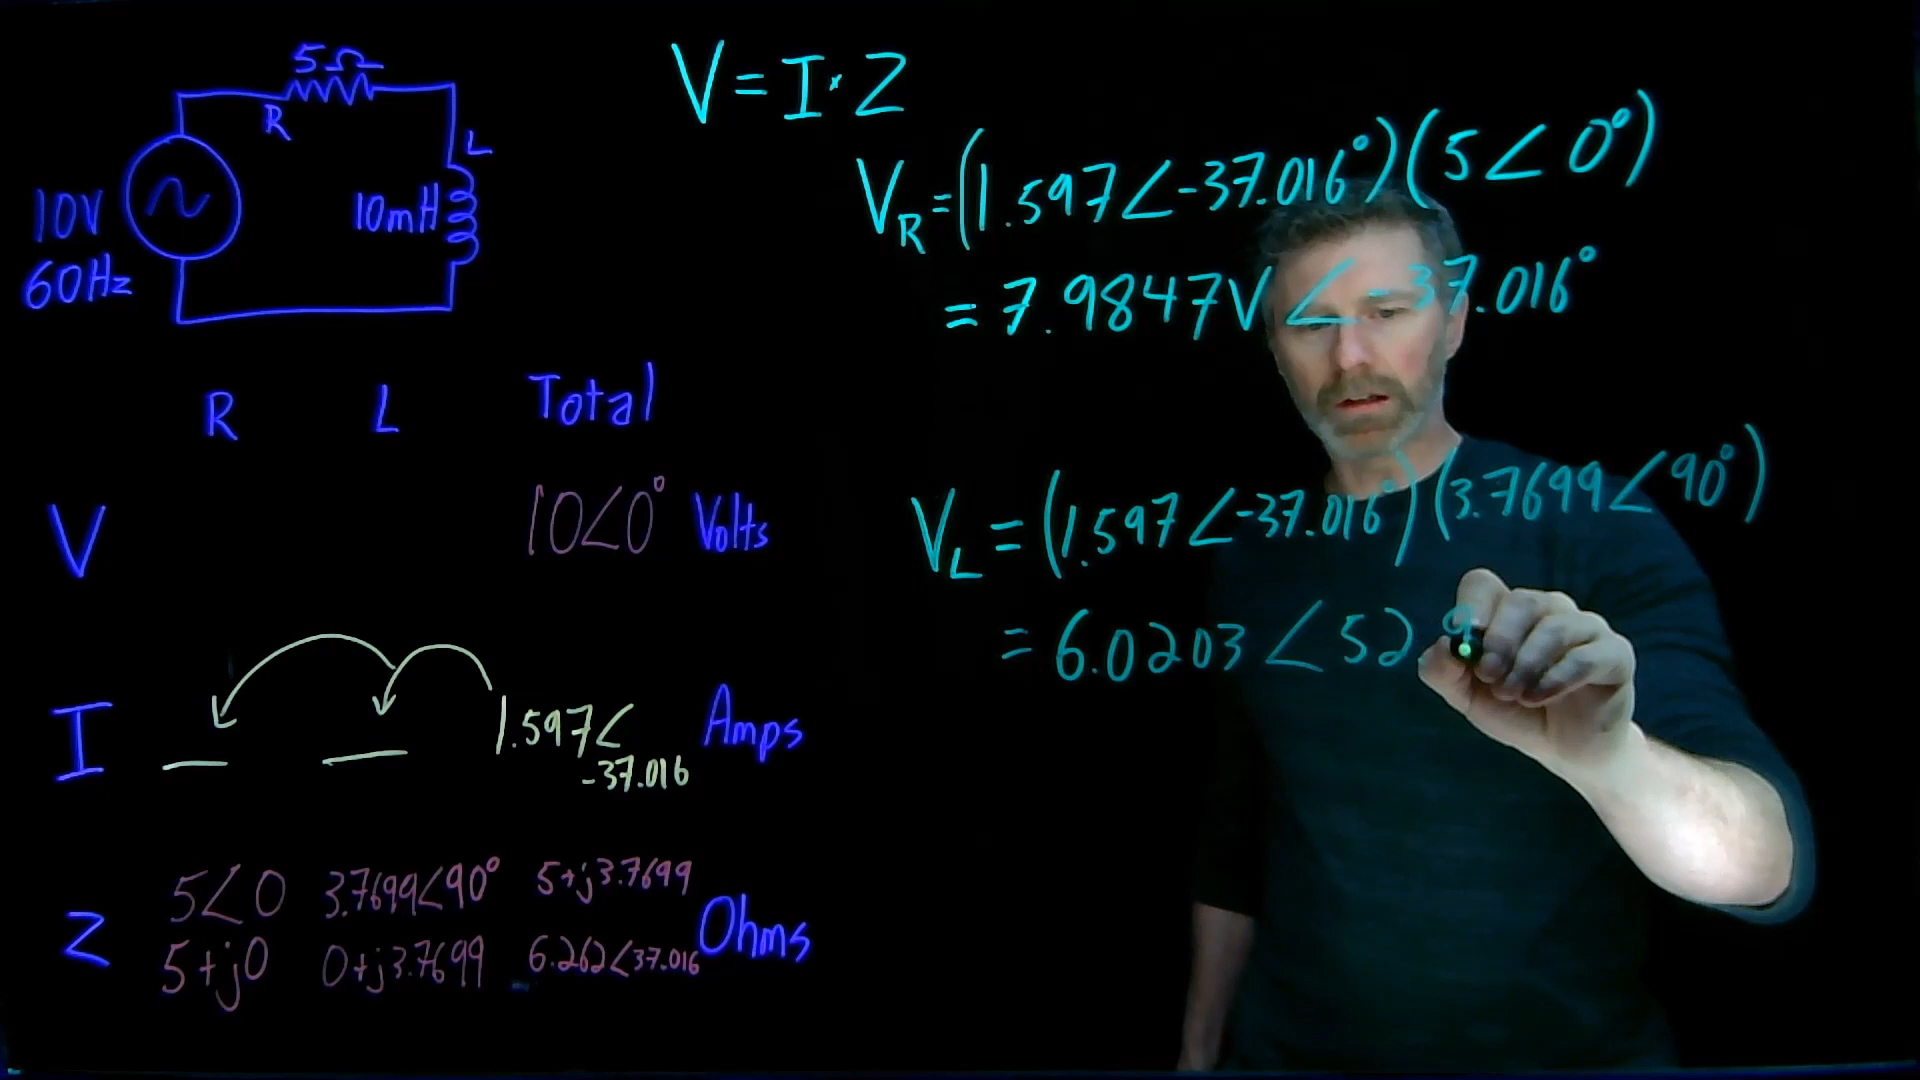 5Ω
R
L
10V
60Hz
10mH
R L Total
V 10∠0° Volts
I 1.597∠ -37.016 Amps
Z 5∠0 3.7699∠90° 5+j3.7699 Ohms
5+j0 0+j3.7699 6.262∠37.016
V=I·Z
V_R=(1.597∠-37.016°)(5∠0°)
=7.9847V∠-37.016°
V_L=(1.597∠-37.016°)(3.7699∠90°)
=6.0203∠52 9